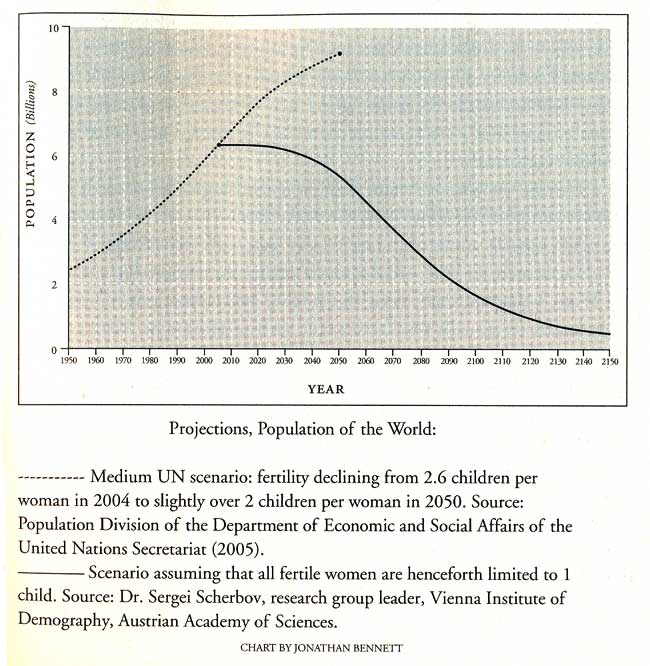 10
8
6
4
2
0
POPULATION (Billions)
1950 1960 1970 1980 1990 2000 2010 2020 2030 2040 2050 2060 2070 2080 2090 2100 2110 2120 2130 2140 2150
YEAR
Projections, Population of the World:
----------- Medium UN scenario: fertility declining from 2.6 children per
woman in 2004 to slightly over 2 children per woman in 2050. Source:
Population Division of the Department of Economic and Social Affairs of the
United Nations Secretariat (2005).
——— Scenario assuming that all fertile women are henceforth limited to 1
child. Source: Dr. Sergei Scherbov, research group leader, Vienna Institute of
Demography, Austrian Academy of Sciences.
CHART BY JONATHAN BENNETT